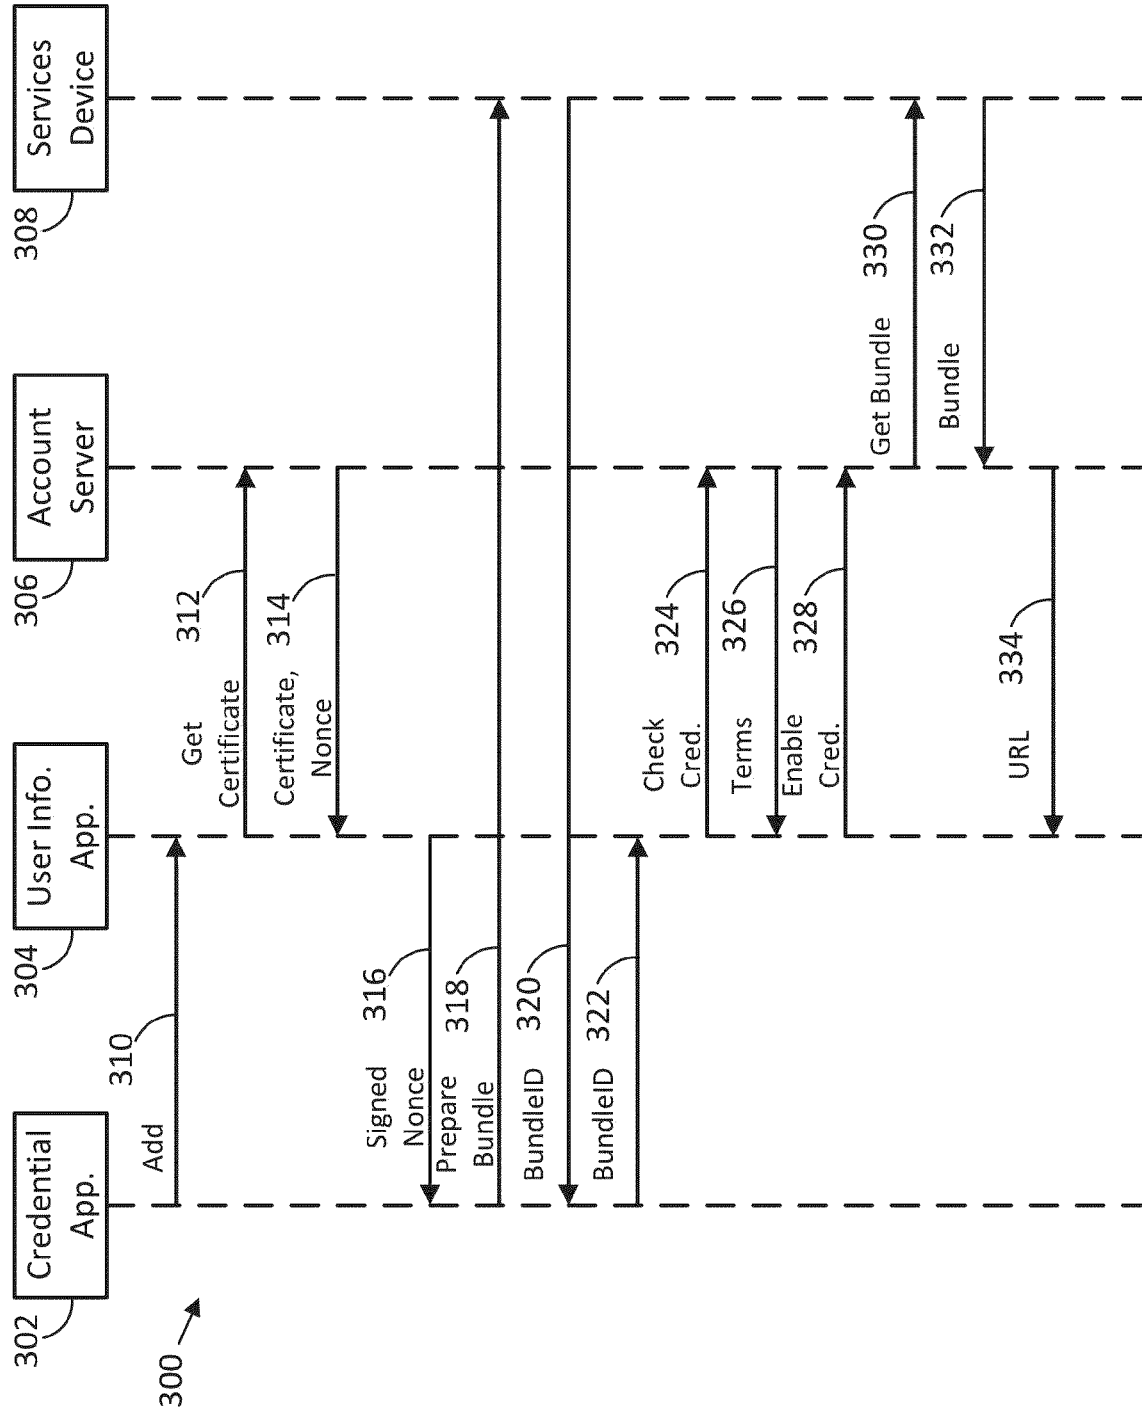 300
302
Credential
App.
304
User Info.
App.
306
Account
Server
308
Services
Device
Add
310
Get
Certificate
312
Certificate,
Nonce
314
Signed
Nonce
316
Prepare
Bundle
318
BundleID
320
BundleID
322
Check
Cred.
324
Terms
326
Enable
Cred.
328
Get Bundle
330
Bundle
332
URL
334